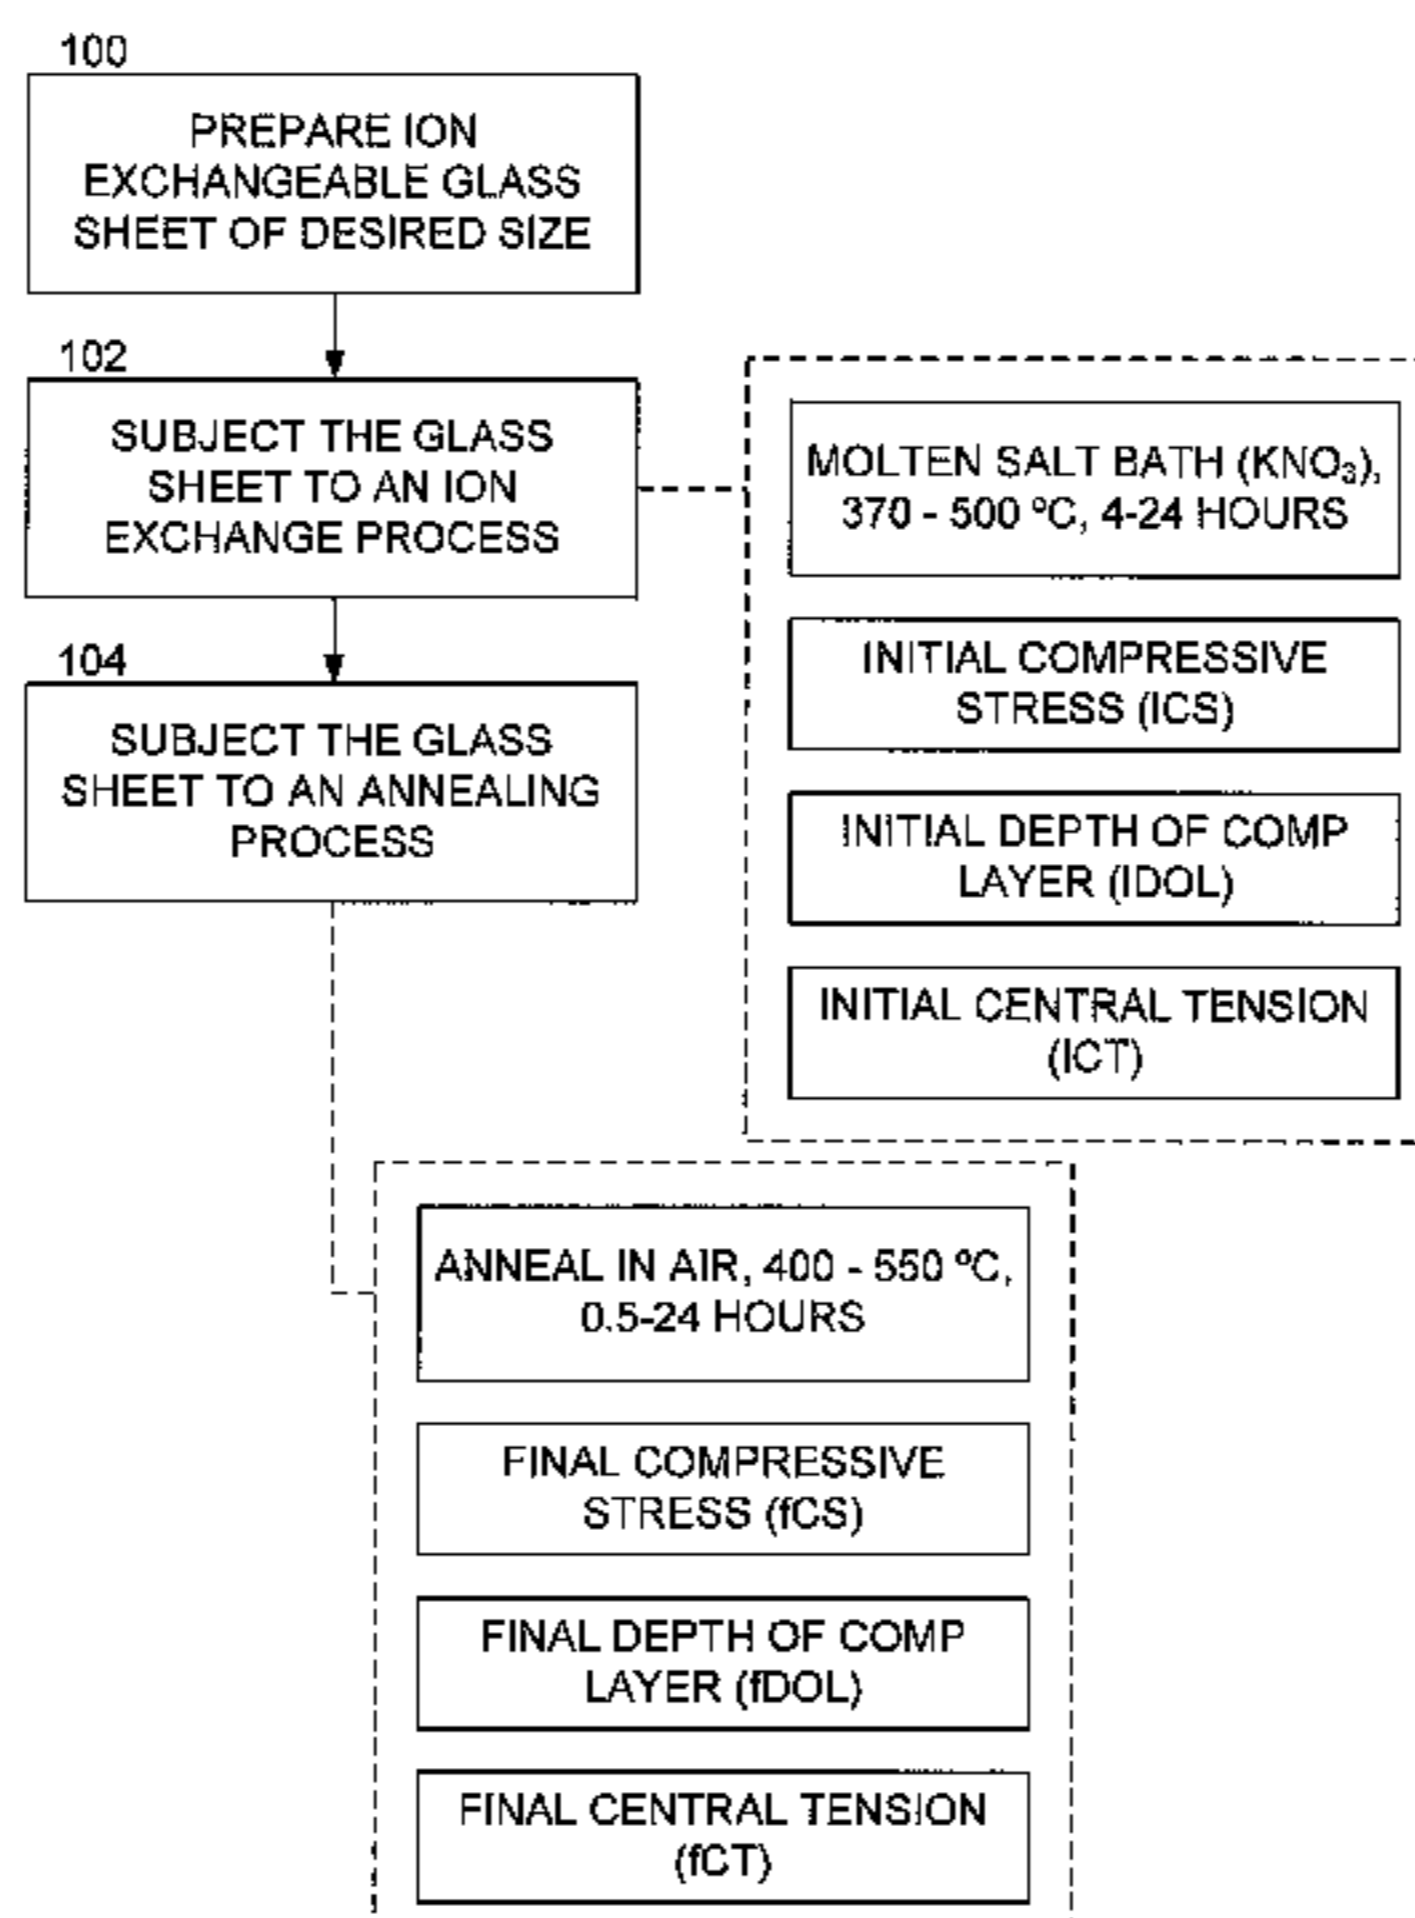 100
PREPARE ION
EXCHANGEABLE GLASS
SHEET OF DESIRED SIZE
102
SUBJECT THE GLASS
SHEET TO AN ION
EXCHANGE PROCESS
MOLTEN SALT BATH (KNO₃),
370 - 500 ºC, 4-24 HOURS
INITIAL COMPRESSIVE
STRESS (ICS)
INITIAL DEPTH OF COMP
LAYER (IDOL)
INITIAL CENTRAL TENSION
(ICT)
104
SUBJECT THE GLASS
SHEET TO AN ANNEALING
PROCESS
ANNEAL IN AIR, 400 - 550 ºC,
0.5-24 HOURS
FINAL COMPRESSIVE
STRESS (fCS)
FINAL DEPTH OF COMP
LAYER (fDOL)
FINAL CENTRAL TENSION
(fCT)